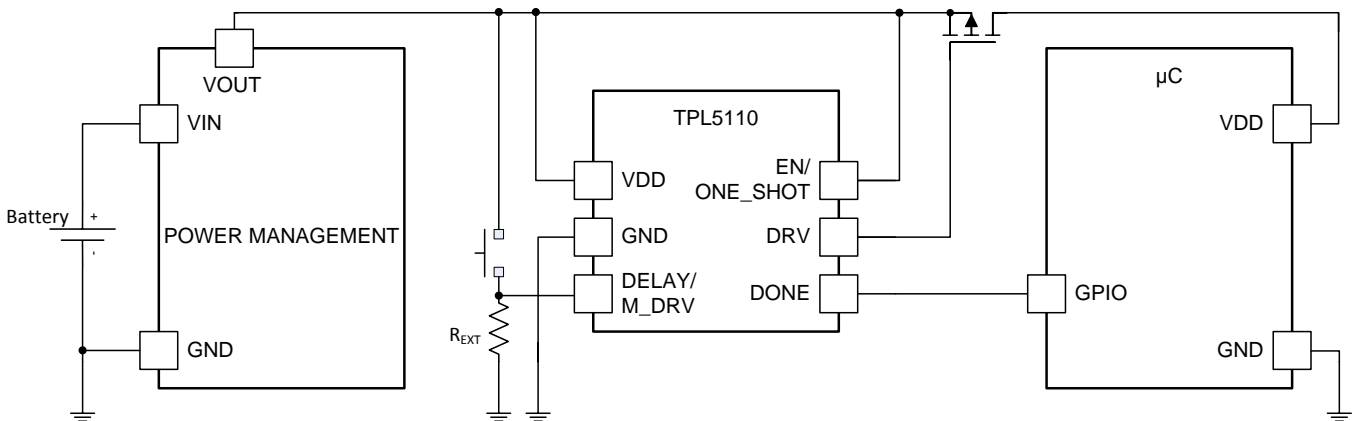 VOUT
VIN
Battery
+
-
POWER MANAGEMENT
GND
TPL5110
VDD
GND
DELAY/
M_DRV
EN/
ONE_SHOT
DRV
DONE
REXT
µC
VDD
GPIO
GND